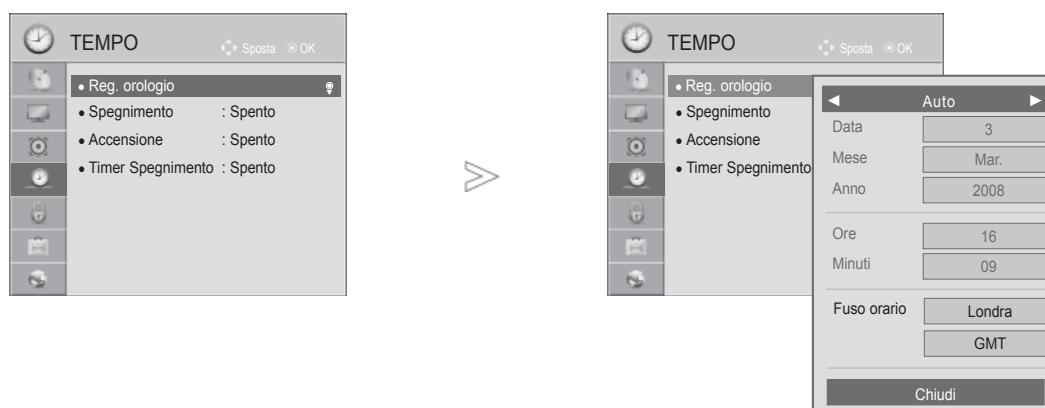 TEMPO
Sposta OK
• Reg. orologio
• Spegnimento : Spento
• Accensione : Spento
• Timer Spegnimento : Spento
TEMPO
Sposta OK
• Reg. orologio
• Spegnimento
• Accensione
• Timer Spegnimento
◄ Auto ►
Data 3
Mese Mar.
Anno 2008
Ore 16
Minuti 09
Fuso orario Londra
GMT
Chiudi